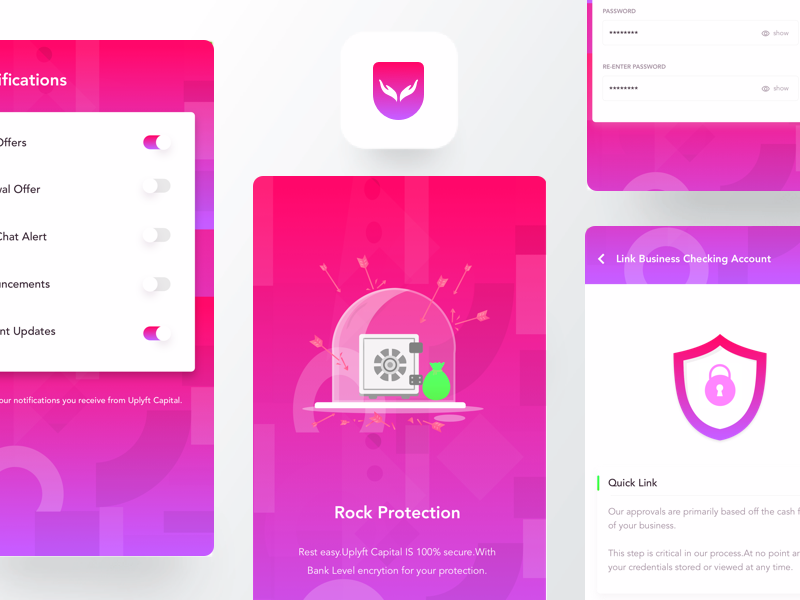 ifications
Offers
val Offer
Chat Alert
uncements
nt Updates
our notifications you receive from Uplyft Capital.
Rock Protection
Rest easy.Uplyft Capital IS 100% secure.With
Bank Level encrytion for your protection.
PASSWORD
******** show
RE-ENTER PASSWORD
******** show
Link Business Checking Account
Quick Link
Our approvals are primarily based off the cash f
of your business.
This step is critical in our process.At no point ar
your credentials stored or viewed at any time.